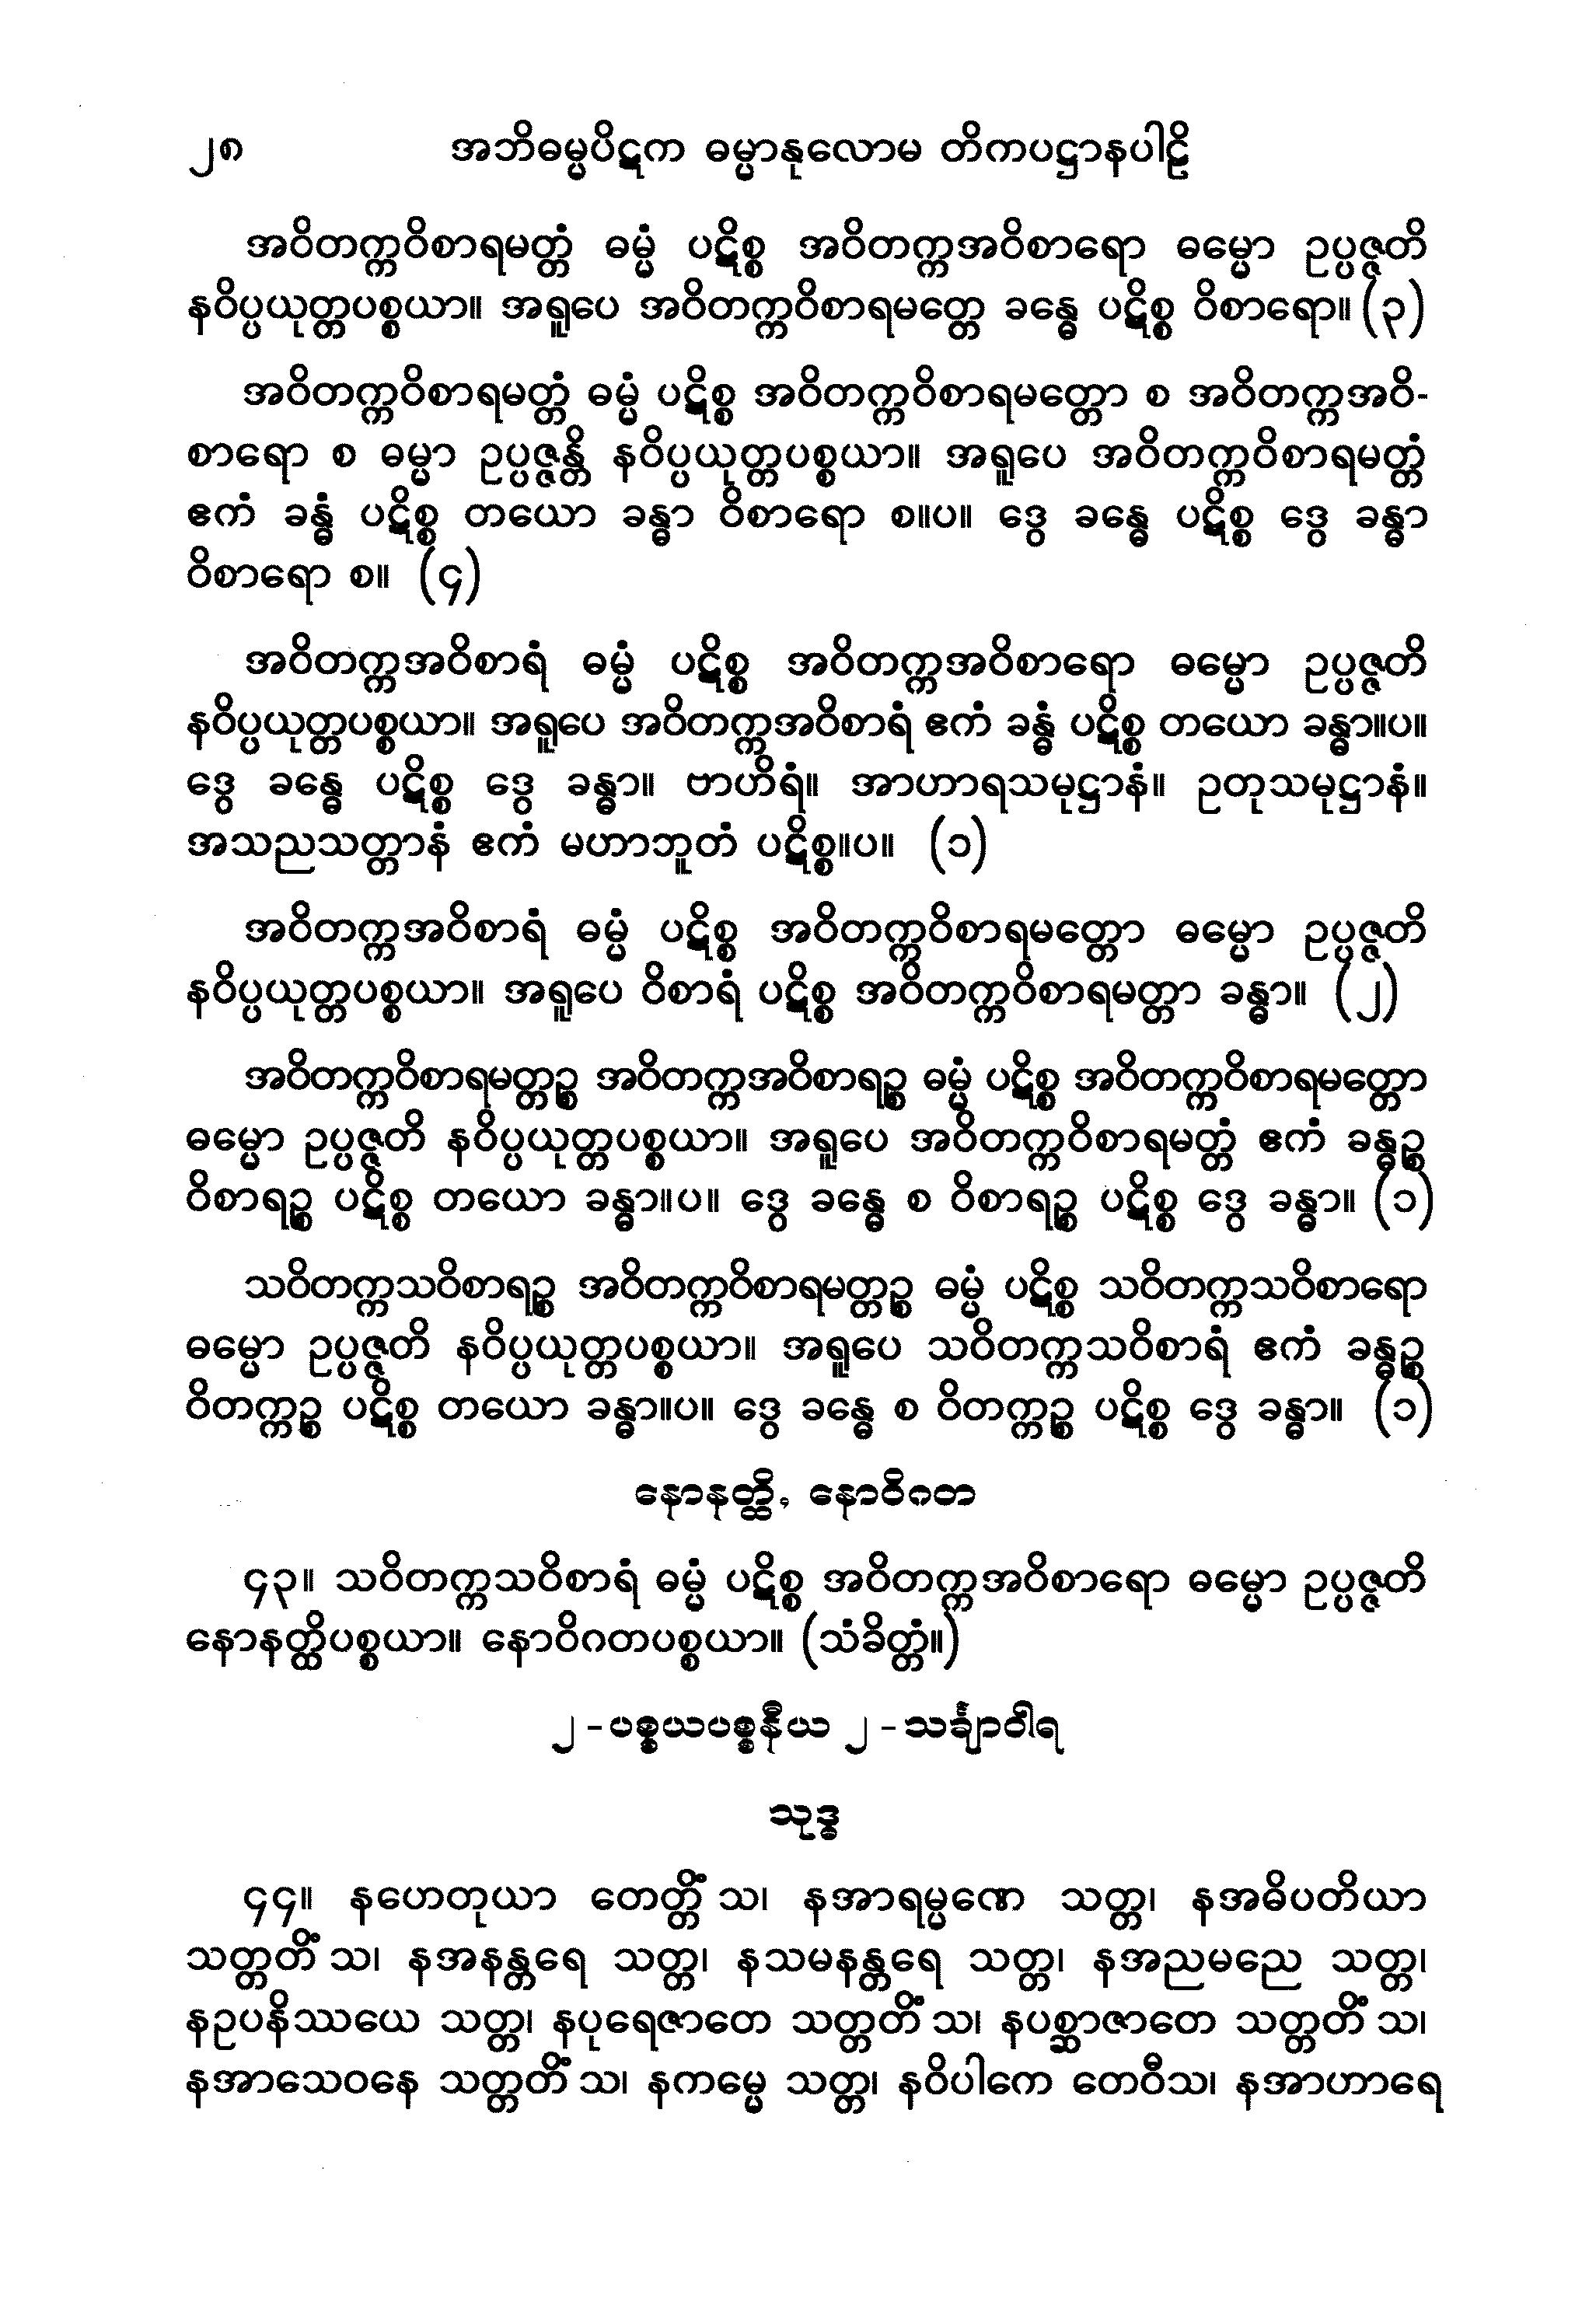 ၂၈ အဘိဓမ္မပိဋက ဓမ္မာနုလောမ တိကပဋ္ဌာနပါဠိ
အဝိတက္ကဝိစာရမတ္တံ ဓမ္မံ ပဋိစ္စ အဝိတက္ကအဝိစာရော ဓမ္မော ဥပ္ပဇ္ဇတိ
နဝိပ္ပယုတ္တပစ္စယာ။ အရူပေ အဝိတက္ကဝိစာရမတ္တေ ခန္ဓေ ပဋိစ္စ ဝိစာရော။ (၃)
အဝိတက္ကဝိစာရမတ္တံ ဓမ္မံ ပဋိစ္စ အဝိတက္ကဝိစာရမတ္တော စ အဝိတက္ကအဝိ-
စာရော စ ဓမ္မာ ဥပ္ပဇ္ဇန္တိ နဝိပ္ပယုတ္တပစ္စယာ။ အရူပေ အဝိတက္ကဝိစာရမတ္တံ
ဧကံ ခန္ဓံ ပဋိစ္စ တယော ခန္ဓာ ဝိစာရော စ။ပ။ ဒွေ ခန္ဓေ ပဋိစ္စ ဒွေ ခန္ဓာ
ဝိစာရော စ။ (၄)
အဝိတက္ကအဝိစာရံ ဓမ္မံ ပဋိစ္စ အဝိတက္ကအဝိစာရော ဓမ္မော ဥပ္ပဇ္ဇတိ
နဝိပ္ပယုတ္တပစ္စယာ။ အရူပေ အဝိတက္ကအဝိစာရံ ဧကံ ခန္ဓံ ပဋိစ္စ တယော ခန္ဓာ။ပ။
ဒွေ ခန္ဓေ ပဋိစ္စ ဒွေ ခန္ဓာ။ ဗာဟိရံ။ အာဟာရသမုဋ္ဌာနံ။ ဥတုသမုဋ္ဌာနံ။
အသညသတ္တာနံ ဧကံ မဟာဘူတံ ပဋိစ္စ။ပ။ (၁)
အဝိတက္ကအဝိစာရံ ဓမ္မံ ပဋိစ္စ အဝိတက္ကဝိစာရမတ္တော ဓမ္မော ဥပ္ပဇ္ဇတိ
နဝိပ္ပယုတ္တပစ္စယာ။ အရူပေ ဝိစာရံ ပဋိစ္စ အဝိတက္ကဝိစာရမတ္တာ ခန္ဓာ။ (၂)
အဝိတက္ကဝိစာရမတ္တဉ္စ အဝိတက္ကအဝိစာရဉ္စ ဓမ္မံ ပဋိစ္စ အဝိတက္ကဝိစာရမတ္တော
ဓမ္မော ဥပ္ပဇ္ဇတိ နဝိပ္ပယုတ္တပစ္စယာ။ အရူပေ အဝိတက္ကဝိစာရမတ္တံ ဧကံ ခန္ဓဉ္စ
ဝိစာရဉ္စ ပဋိစ္စ တယော ခန္ဓာ။ပ။ ဒွေ ခန္ဓေ စ ဝိစာရဉ္စ ပဋိစ္စ ဒွေ ခန္ဓာ။ (၁)
သဝိတက္ကသဝိစာရဉ္စ အဝိတက္ကဝိစာရမတ္တဉ္စ ဓမ္မံ ပဋိစ္စ သဝိတက္ကသဝိစာရော
ဓမ္မော ဥပ္ပဇ္ဇတိ နဝိပ္ပယုတ္တပစ္စယာ။ အရူပေ သဝိတက္ကသဝိစာရံ ဧကံ ခန္ဓဉ္စ
ဝိတက္ကဉ္စ ပဋိစ္စ တယော ခန္ဓာ။ပ။ ဒွေ ခန္ဓေ စ ဝိတက္ကဉ္စ ပဋိစ္စ ဒွေ ခန္ဓာ။ (၁)
နောနတ္ထိ, နောဝိဂတ
၄၃။ သဝိတက္ကသဝိစာရံ ဓမ္မံ ပဋိစ္စ အဝိတက္ကအဝိစာရော ဓမ္မော ဥပ္ပဇ္ဇတိ
နောနတ္ထိပစ္စယာ။ နောဝိဂတပစ္စယာ။ (သံခိတ္တံ။)
၂-ပစ္စယပစ္စနီယ ၂-သင်္ချာဝါရ
သုဒ္ဓ
၄၄။ နဟေတုယာ တေတ္တိံသ၊ နအာရမ္မဏေ သတ္တ၊ နအဓိပတိယာ
သတ္တတိံသ၊ နအနန္တရေ သတ္တ၊ နသမနန္တရေ သတ္တ၊ နအညမညေ သတ္တ၊
နဥပနိဿယေ သတ္တ၊ နပုရေဇာတေ သတ္တတိံသ၊ နပစ္ဆာဇာတေ သတ္တတိံသ၊
နအာသေဝနေ သတ္တတိံသ၊ နကမ္မေ သတ္တ၊ နဝိပါကေ တေဝီသ၊ နအာဟာရေ